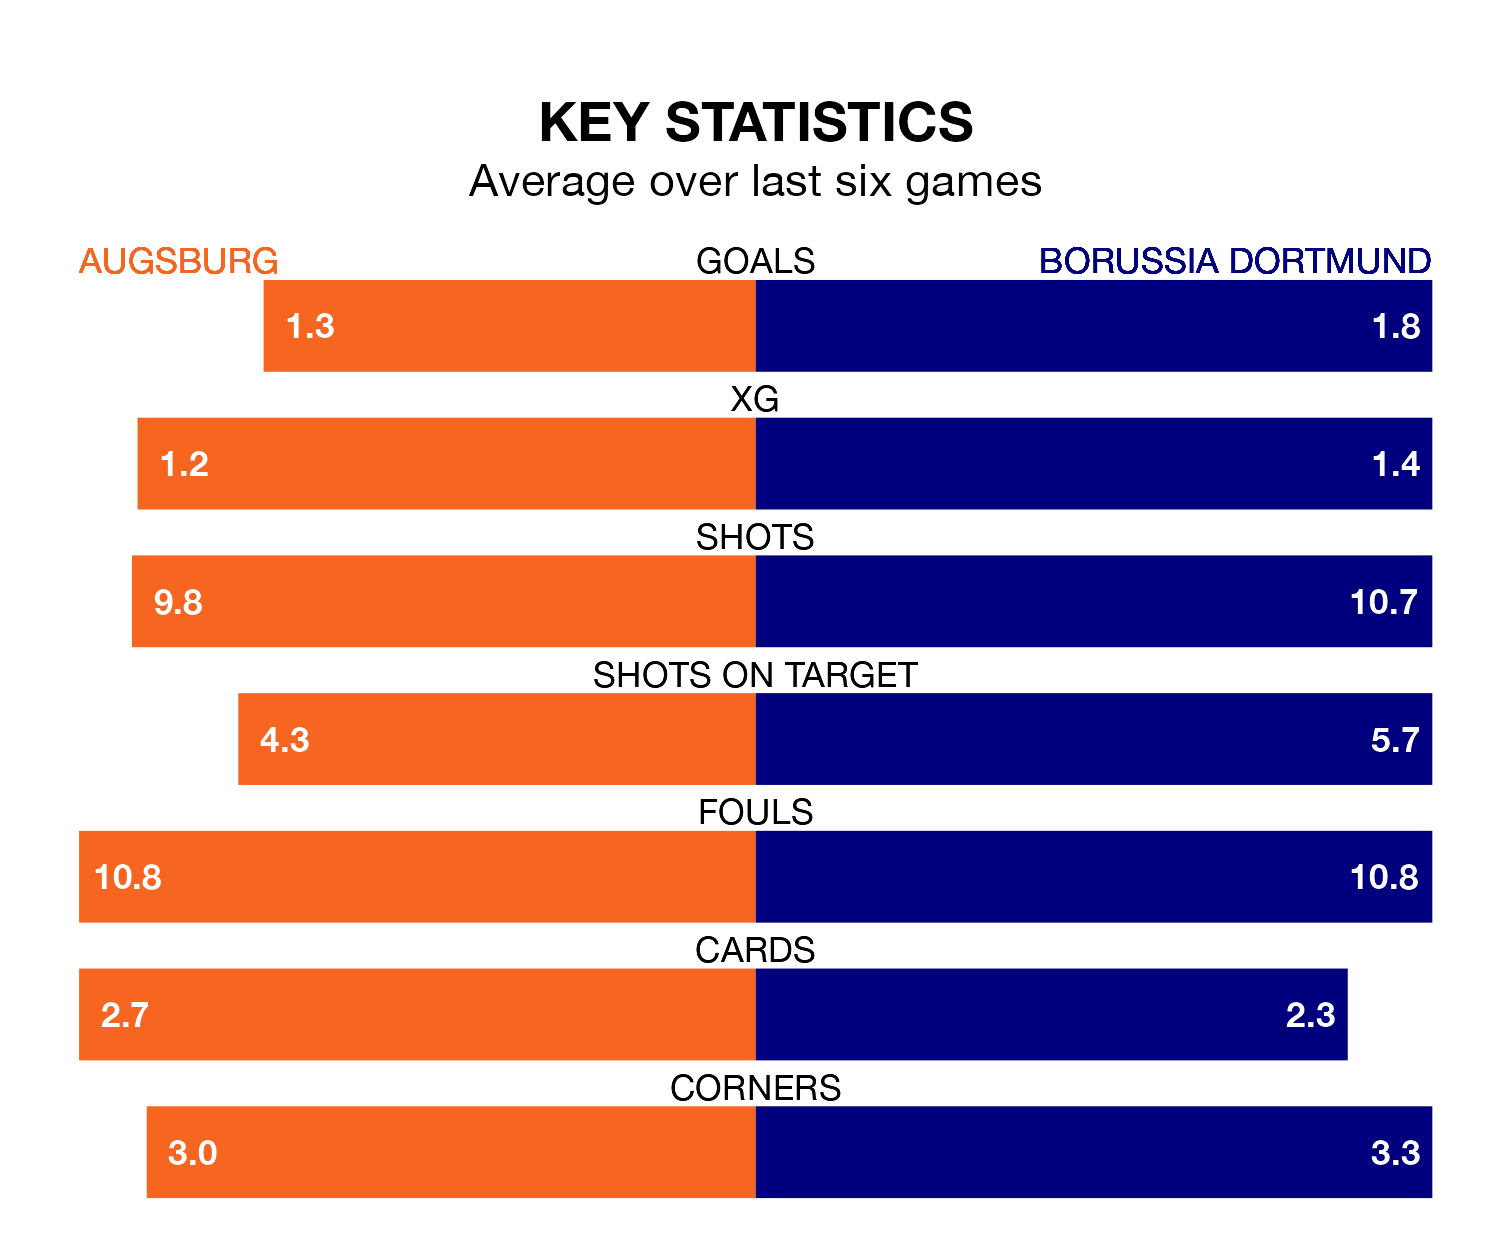 KEY STATISTICS
Average over last six games
AUGSBURG GOALS BORUSSIA DORTMUND
1.3 1.8
XG
1.2 1.4
SHOTS
9.8 10.7
SHOTS ON TARGET
4.3 5.7
FOULS
10.8 10.8
CARDS
2.7 2.3
CORNERS
3.0 3.3